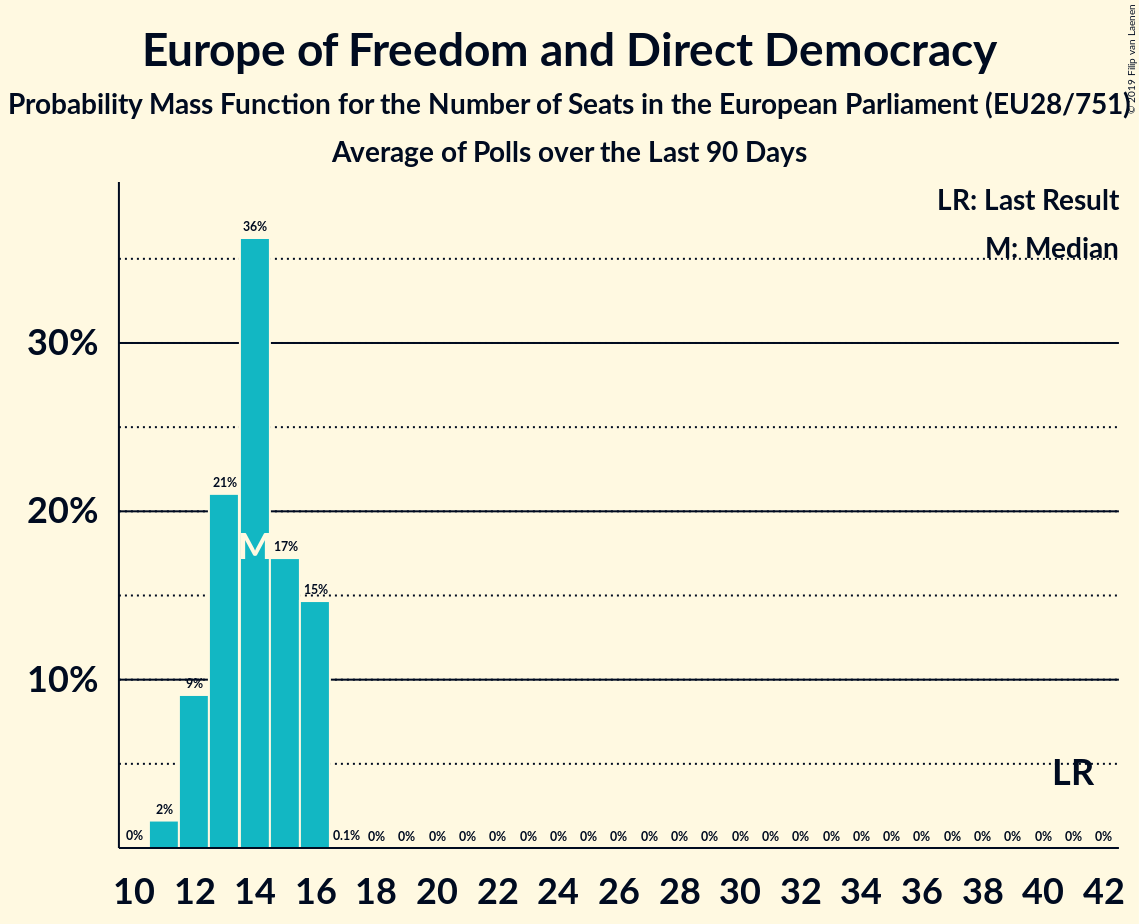 Europe of Freedom and Direct Democracy
Probability Mass Function for the Number of Seats in the European Parliament (EU28/751)
Average of Polls over the Last 90 Days
© 2019 Filip van Laenen
LR: Last Result
M: Median
36%
30%
21%
20%
M
17%
15%
10%
9%
LR
2%
0% 0.1% 0% 0% 0% 0% 0% 0% 0% 0% 0% 0% 0% 0% 0% 0% 0% 0% 0% 0% 0% 0% 0% 0% 0% 0% 0%
10 12 14 16 18 20 22 24 26 28 30 32 34 36 38 40 42